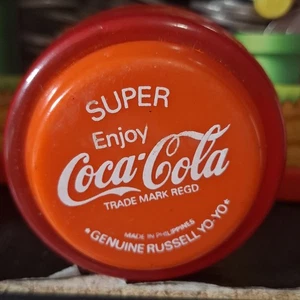 SUPER
Enjoy
Coca-Cola
TRADE MARK REGD
MADE IN PHILIPPINES
• GENUINE RUSSELL YO-YO •